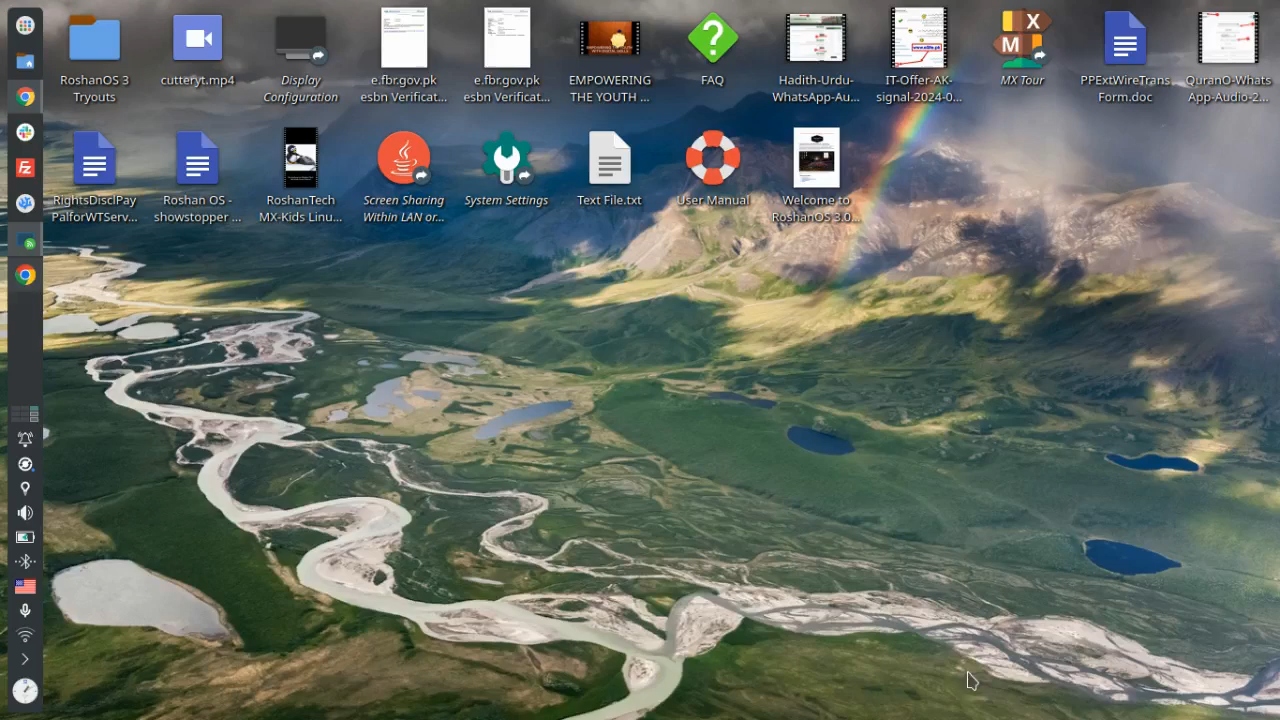 RoshanOS 3
Tryouts
cutteryt.mp4
Display
Configuration
e.fbr.gov.pk
esbn Verificat...
e.fbr.gov.pk
esbn Verificat...
EMPOWERING
THE YOUTH ...
FAQ
Hadith-Urdu-
WhatsApp-Au...
IT-Offer-AK-
signal-2024-0...
MX Tour
PPExtWireTrans
Form.doc
QuranO-Whats
App-Audio-2...
RightsDisclPay
PalforWTServ...
Roshan OS -
showstopper ...
RoshanTech
MX-Kids Linu...
Screen Sharing
Within LAN or...
System Settings
Text File.txt
User Manual
Welcome to
RoshanOS 3.0...